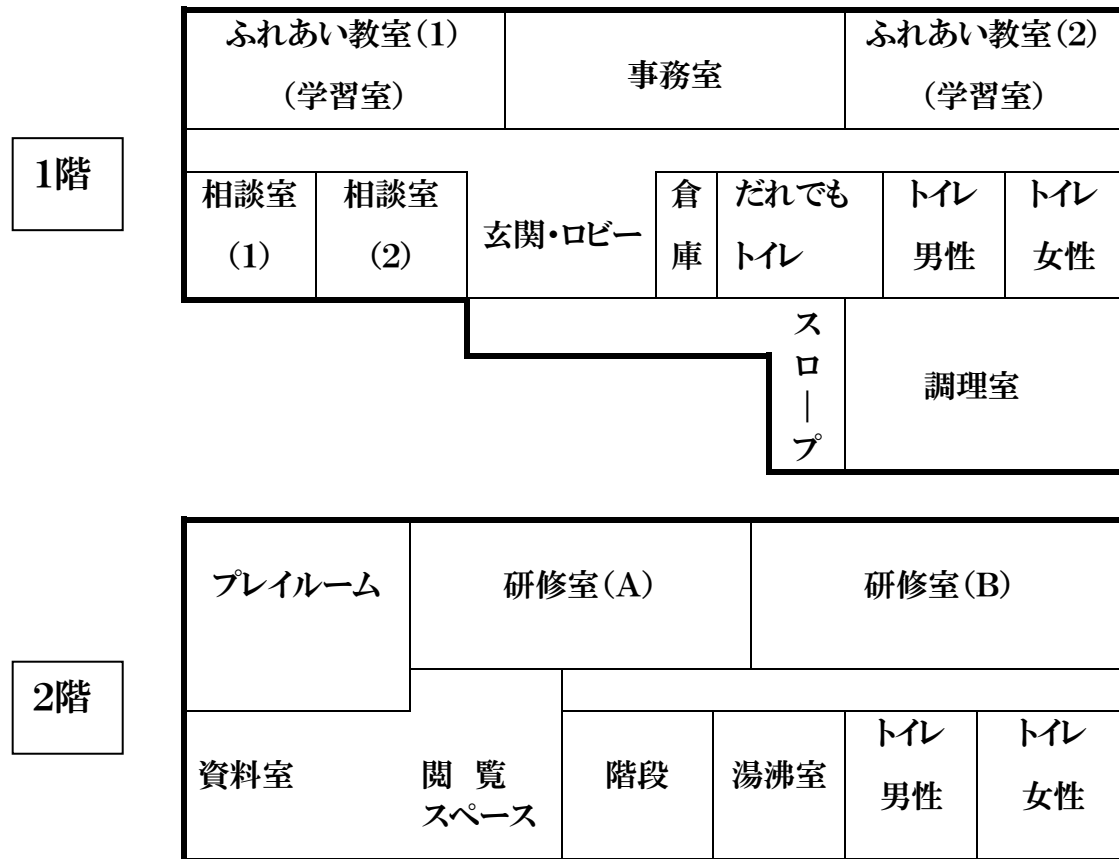 1階
ふれあい教室(1)
(学習室)
事務室
ふれあい教室(2)
(学習室)
相談室
(1)
相談室
(2)
玄関・ロビー
倉庫
だれでも
トイレ
トイレ
男性
トイレ
女性
スロープ
調理室
2階
プレイルーム
研修室(A)
研修室(B)
資料室
閲 覧
スペース
階段
湯沸室
トイレ
男性
トイレ
女性